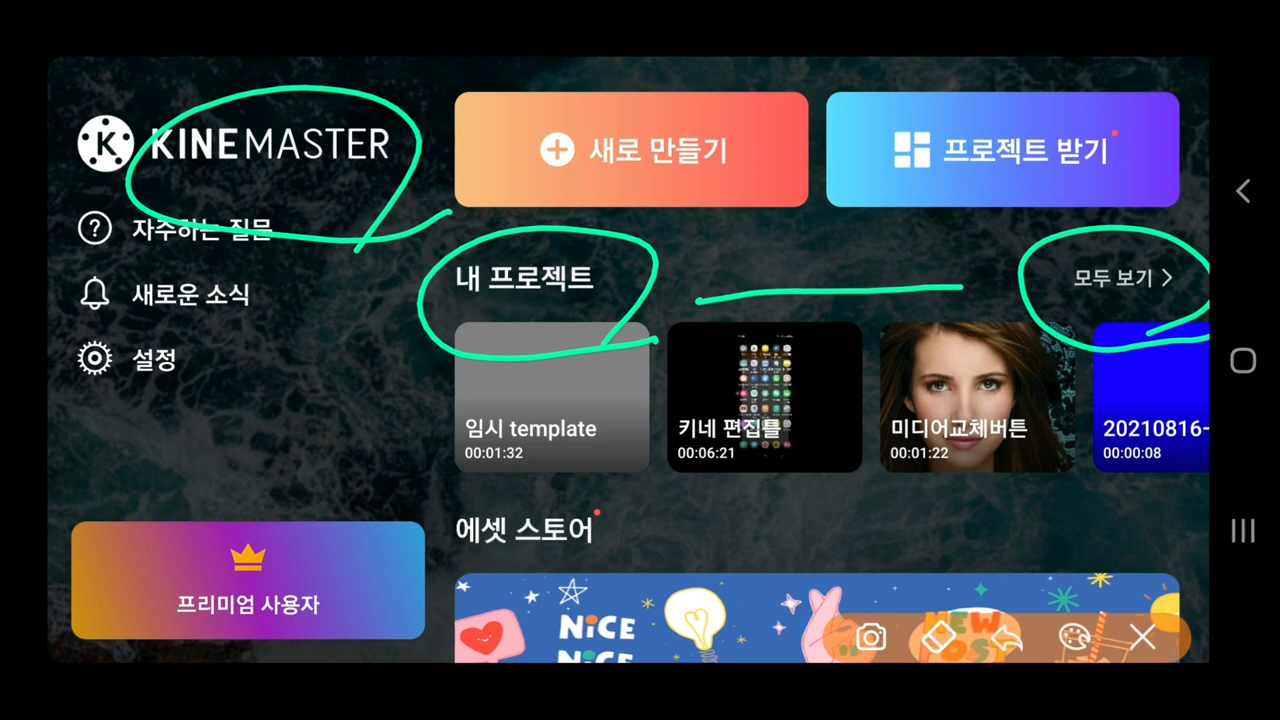 KINEMASTER
자주하는 질문
새로운 소식
설정
프리미엄 사용자
새로 만들기
프로젝트 받기
내 프로젝트
모두 보기
임시 template
00:01:32
키네 편집틀
00:06:21
미디어교체버튼
00:01:22
20210816-
00:00:08
에셋 스토어
NiCE
NiCE
NEW